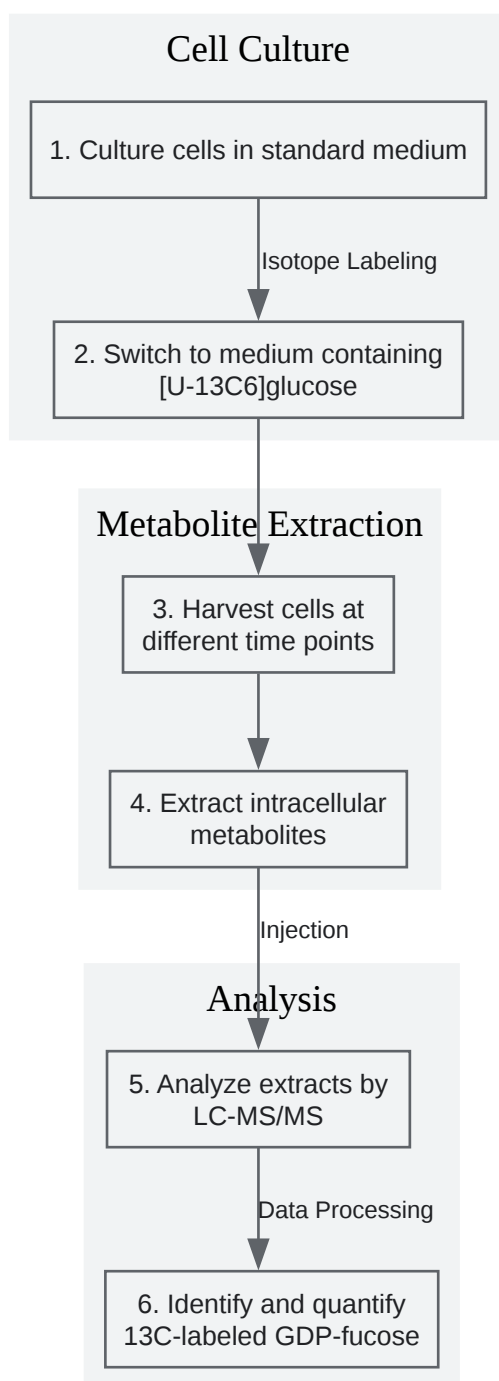 Cell Culture
1. Culture cells in standard medium
Isotope Labeling
2. Switch to medium containing
[U-13C6]glucose
Metabolite Extraction
3. Harvest cells at
different time points
4. Extract intracellular
metabolites
Injection
Analysis
5. Analyze extracts by
LC-MS/MS
Data Processing
6. Identify and quantify
13C-labeled GDP-fucose